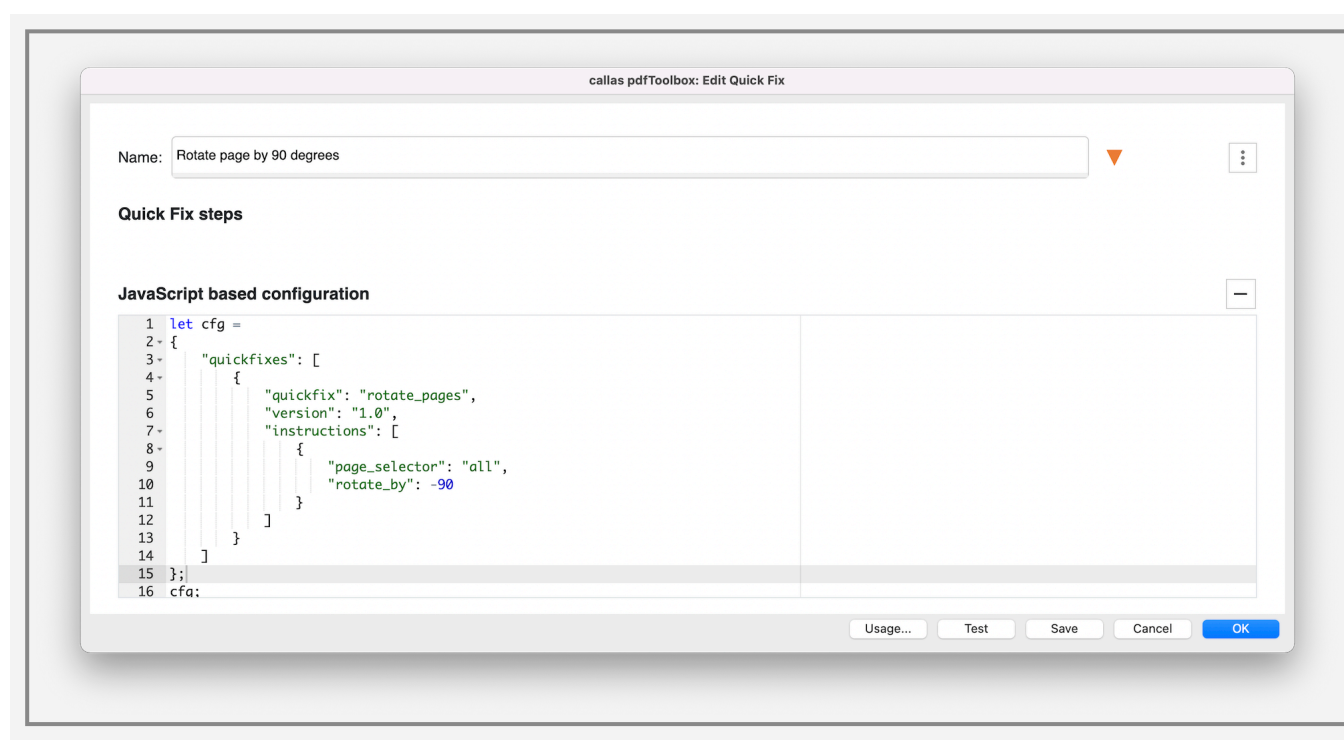 callas pdfToolbox: Edit Quick Fix
Name: Rotate page by 90 degrees
Quick Fix steps
JavaScript based configuration
1 let cfg =
2 {
3 "quickfixes": [
4 {
5 "quickfix": "rotate_pages",
6 "version": "1.0",
7 "instructions": [
8 {
9 "page_selector": "all",
10 "rotate_by": -90
11 }
12 ]
13 }
14 ]
15 };
16 cfg;
Usage... Test Save Cancel OK